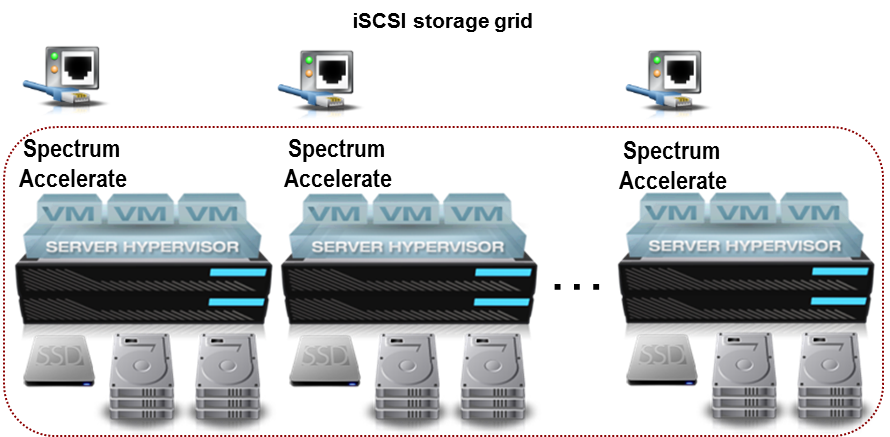 iSCSI storage grid
Spectrum
Accelerate
Spectrum
Accelerate
Spectrum
Accelerate
VM VM VM
VM VM VM
VM VM VM
SERVER HYPERVISOR
SERVER HYPERVISOR
SERVER HYPERVISOR
...
SSD
SSD
SSD